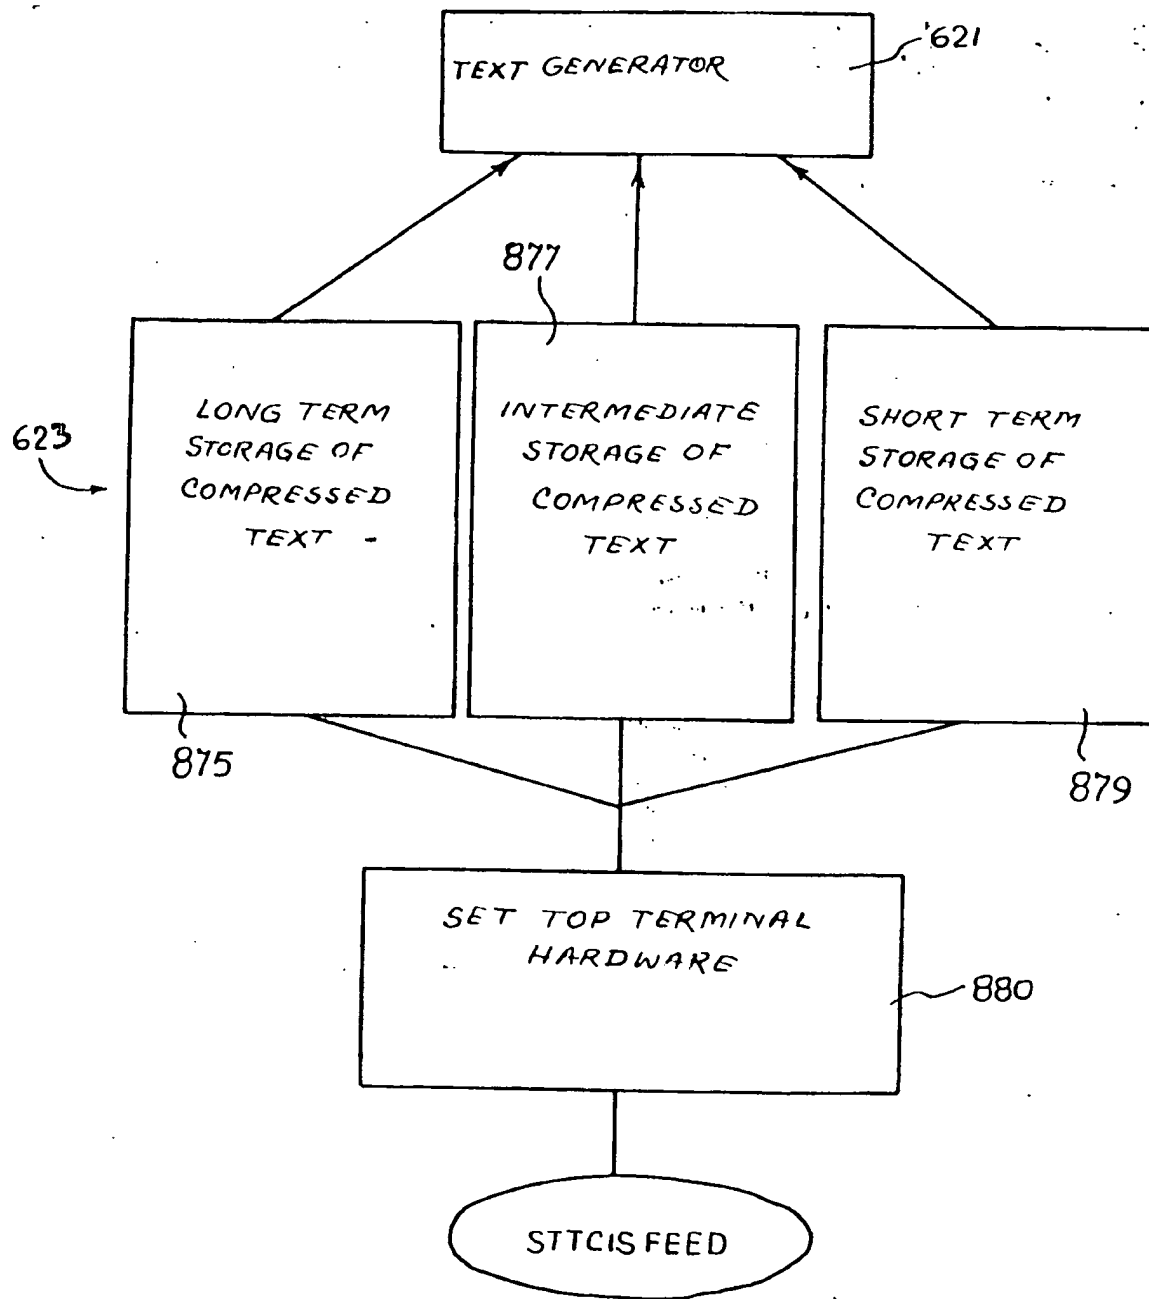 621
TEXT GENERATOR
877
LONG TERM
STORAGE OF
COMPRESSED
TEXT
INTERMEDIATE
STORAGE OF
COMPRESSED
TEXT
SHORT TERM
STORAGE OF
COMPRESSED
TEXT
623
875
879
SET TOP TERMINAL
HARDWARE
880
STTCIS FEED